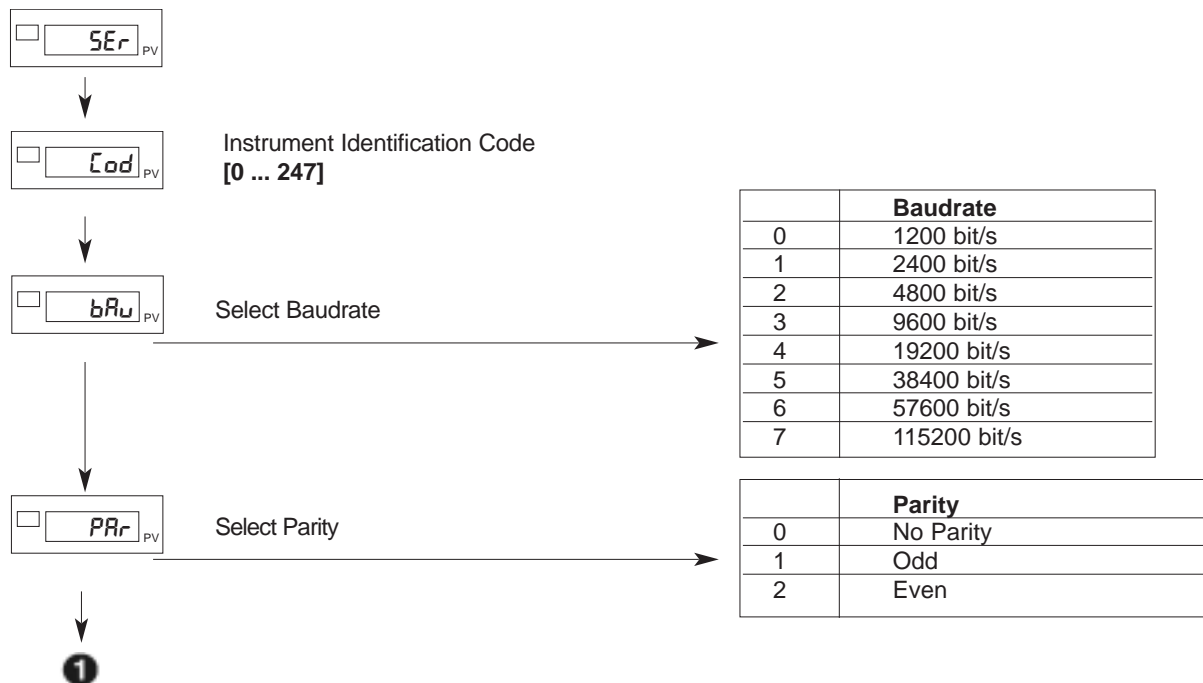 SEr PV
Cod PV
Instrument Identification Code
[0 ... 247]
bAu PV
Select Baudrate
Baudrate
0 1200 bit/s
1 2400 bit/s
2 4800 bit/s
3 9600 bit/s
4 19200 bit/s
5 38400 bit/s
6 57600 bit/s
7 115200 bit/s
PAr PV
Select Parity
Parity
0 No Parity
1 Odd
2 Even
1